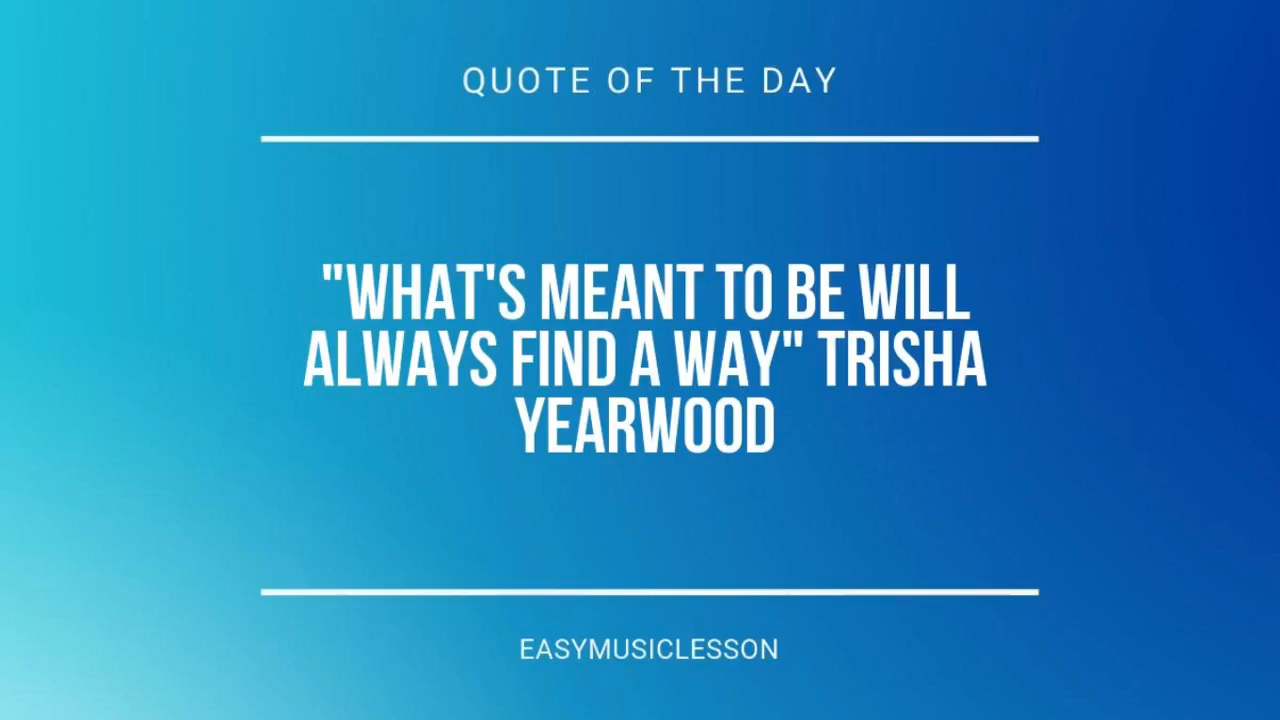 QUOTE OF THE DAY
"WHAT'S MEANT TO BE WILL
ALWAYS FIND A WAY" TRISHA
YEARWOOD
EASYMUSICLESSON